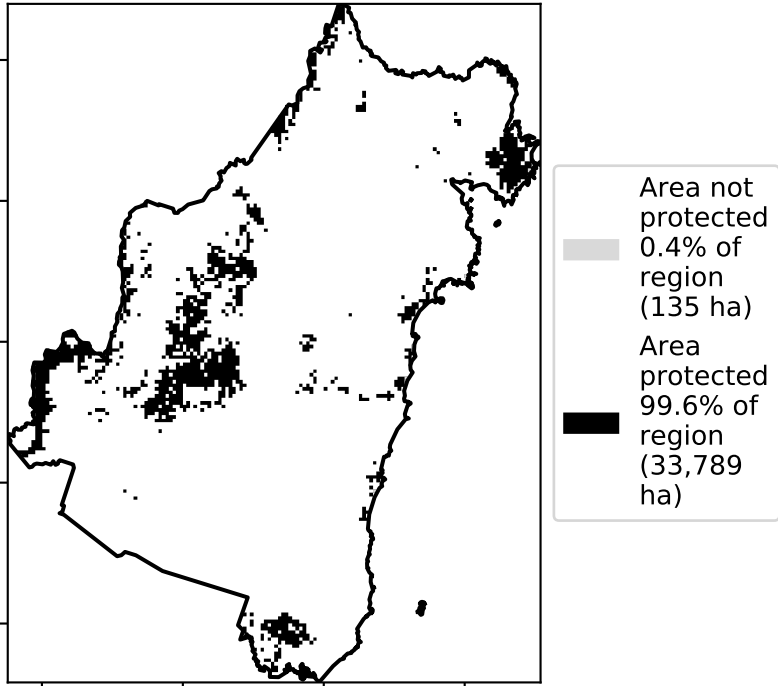 Area not
protected
0.4% of
region
(135 ha)
Area
protected
99.6% of
region
(33,789
ha)